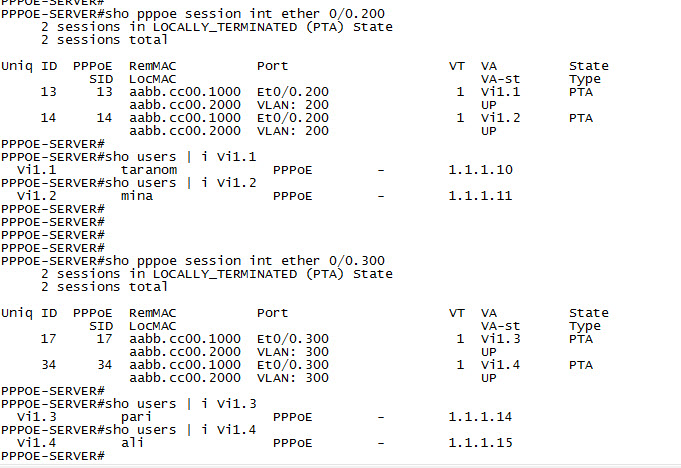 PPPOE-SERVER#
PPPOE-SERVER#sho pppoe session int ether 0/0.200
     2 sessions in LOCALLY_TERMINATED (PTA) State
     2 sessions total

Uniq ID  PPPoE  RemMAC          Port                    VT  VA         State
           SID  LocMAC                                      VA-st      Type
     13     13  aabb.cc00.1000  Et0/0.200                1  Vi1.1      PTA
                aabb.cc00.2000  VLAN: 200                   UP
     14     14  aabb.cc00.1000  Et0/0.200                1  Vi1.2      PTA
                aabb.cc00.2000  VLAN: 200                   UP
PPPOE-SERVER#
PPPOE-SERVER#sho users | i Vi1.1
  Vi1.1        taranom            PPPoE        -        1.1.1.10
PPPOE-SERVER#sho users | i Vi1.2
  Vi1.2        mina               PPPoE        -        1.1.1.11
PPPOE-SERVER#
PPPOE-SERVER#
PPPOE-SERVER#
PPPOE-SERVER#
PPPOE-SERVER#sho pppoe session int ether 0/0.300
     2 sessions in LOCALLY_TERMINATED (PTA) State
     2 sessions total

Uniq ID  PPPoE  RemMAC          Port                    VT  VA         State
           SID  LocMAC                                      VA-st      Type
     17     17  aabb.cc00.1000  Et0/0.300                1  Vi1.3      PTA
                aabb.cc00.2000  VLAN: 300                   UP
     34     34  aabb.cc00.1000  Et0/0.300                1  Vi1.4      PTA
                aabb.cc00.2000  VLAN: 300                   UP
PPPOE-SERVER#
PPPOE-SERVER#sho users | i Vi1.3
  Vi1.3        pari               PPPoE        -        1.1.1.14
PPPOE-SERVER#sho users | i Vi1.4
  Vi1.4        ali                PPPoE        -        1.1.1.15
PPPOE-SERVER#